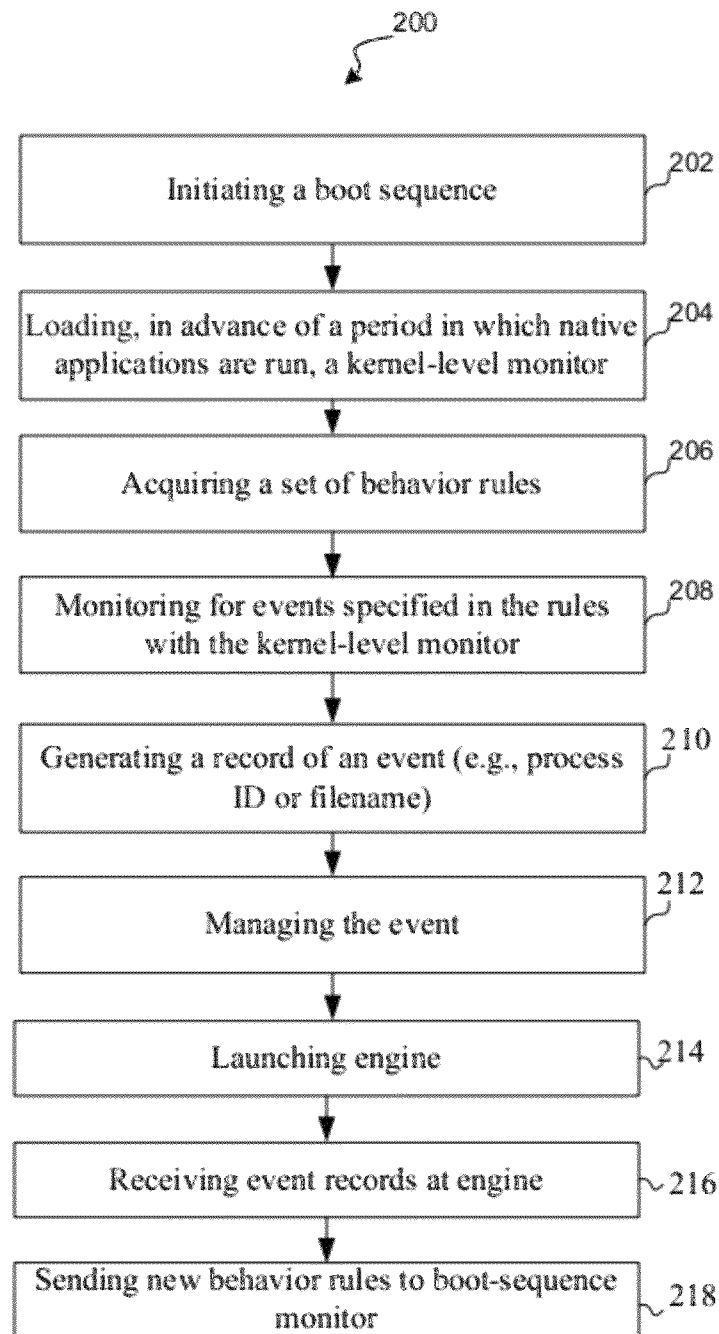 200
Initiating a boot sequence
202
Loading, in advance of a period in which native
applications are run, a kernel-level monitor
204
Acquiring a set of behavior rules
206
Monitoring for events specified in the rules
with the kernel-level monitor
208
Generating a record of an event (e.g., process
ID or filename)
210
Managing the event
212
Launching engine
214
Receiving event records at engine
216
Sending new behavior rules to boot-sequence
monitor
218